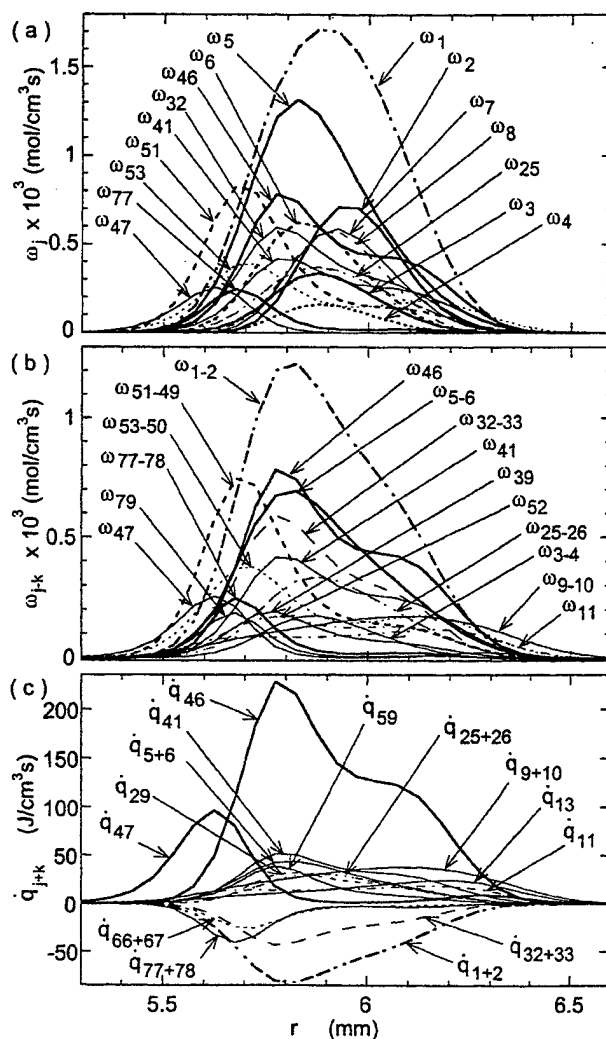 ( a )
ω5
ω1
ω6
ω2
ω46
ω7
ω32
ω8
ω41
ω25
ω51
ω3
ω53
ω4
ω77
ω47
1.5
1
.5
0
ωj x 10³ (mol/cm³s)
( b )
ω1-2
ω46
ω51-49
ω5-6
ω53-50
ω32-33
ω77-78
ω41
ω39
ω79
ω52
ω47
ω25-26
ω3-4
ω9-10
ω11
1
0.5
0
ωj-k x 10³ (mol/cm³s)
( c )
q̇46
q̇41
q̇59
q̇5+6
q̇25+26
q̇29
q̇9+10
q̇47
q̇13
q̇11
q̇66+67
q̇32+33
q̇77+78
q̇1+2
200
150
100
50
0
-50
q̇j+k (J/cm³s)
5.5 6 6.5
r (mm)